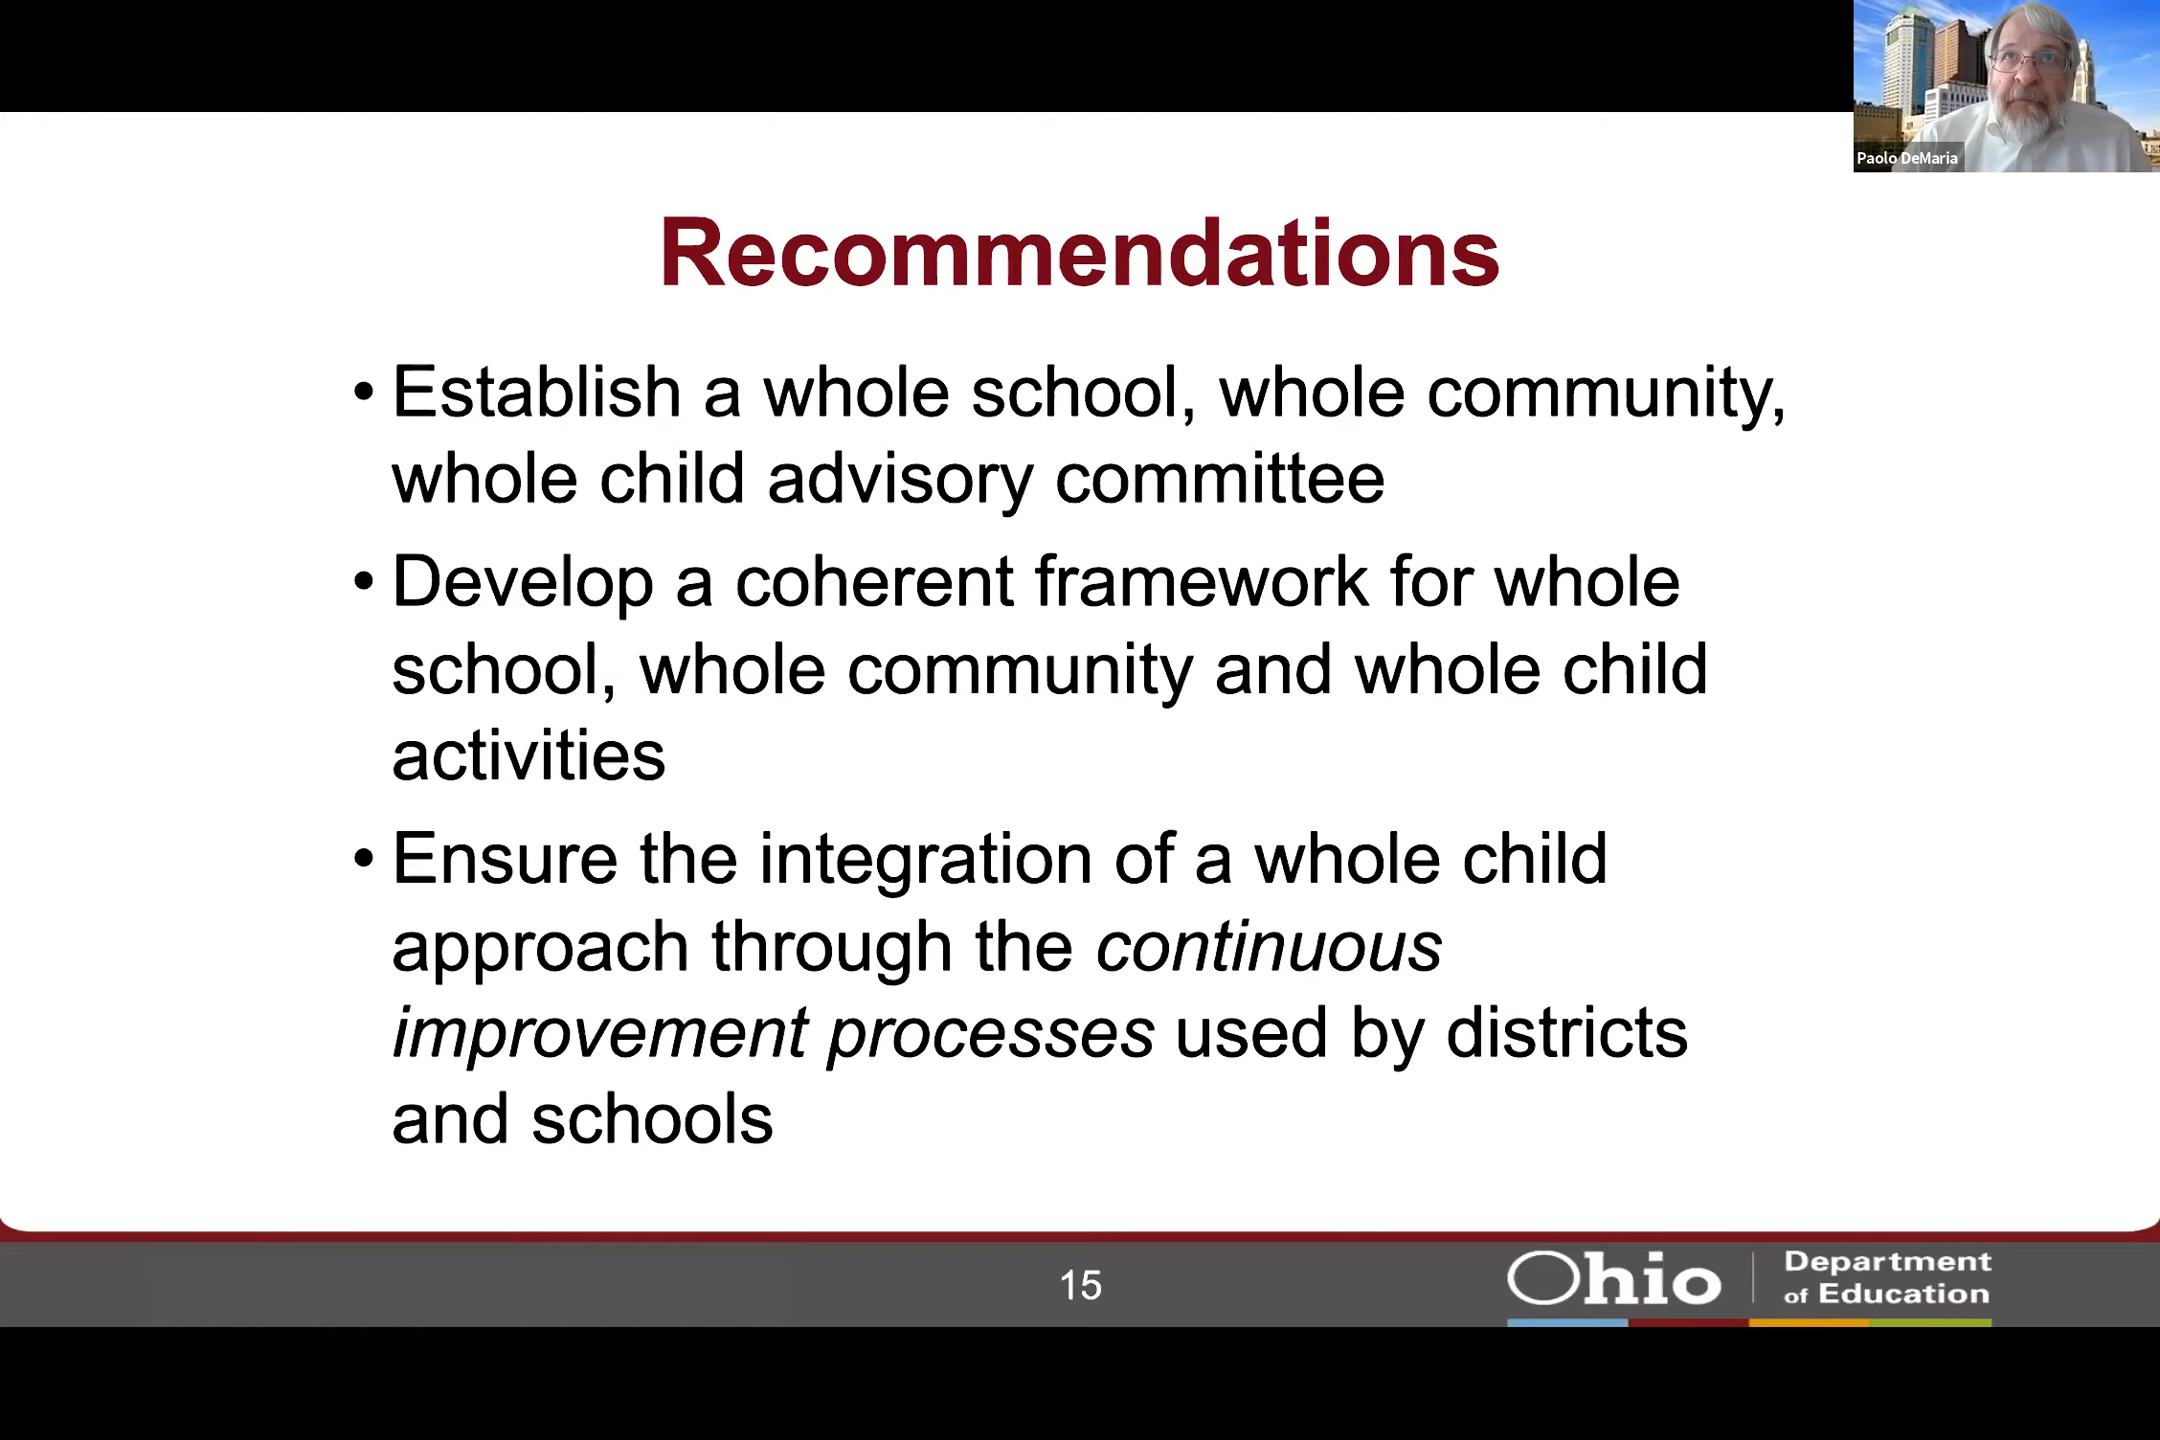 Paolo DeMaria
Recommendations
• Establish a whole school, whole community,
whole child advisory committee
• Develop a coherent framework for whole
school, whole community and whole child
activities
• Ensure the integration of a whole child
approach through the continuous
improvement processes used by districts
and schools
15
Ohio
Department
of Education